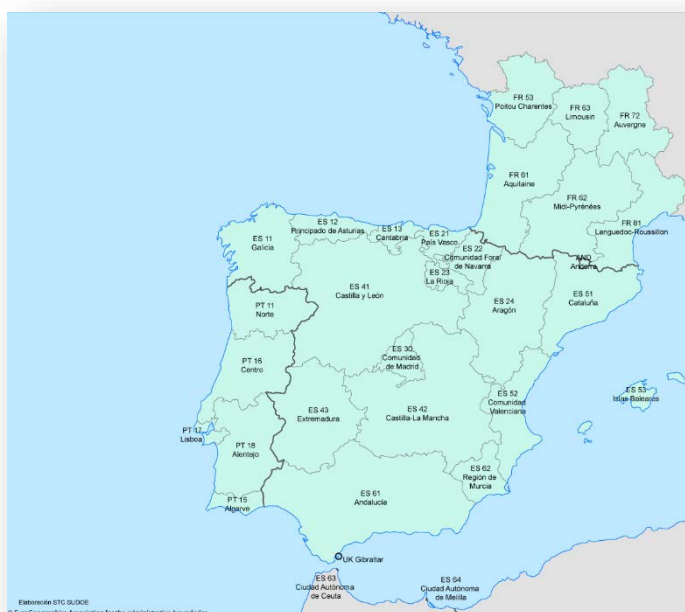 FR 53
Poitou Charentes
FR 63
Limousin
FR 72
Auvergne
FR 61
Aquitaine
FR 62
Midi-Pyrénées
FR 81
Languedoc-Roussillon
ES 12
Principado de Asturias
ES 13
Cantabria
ES 21
País Vasco
ES 11
Galicia
ES 22
Comunidad Foral
de Navarra
ES 23
La Rioja
AND
Andorra
ES 41
Castilla y León
ES 24
Aragón
ES 51
Cataluña
PT 11
Norte
ES 30
Comunidad
de Madrid
PT 16
Centro
ES 53
Islas Baleares
ES 52
Comunidad
Valenciana
ES 43
Extremadura
ES 42
Castilla-La Mancha
PT 17
Lisboa
PT 18
Alentejo
ES 62
Región de
Murcia
ES 61
Andalucía
PT 15
Algarve
UK Gibraltar
ES 63
Ciudad Autónoma
de Ceuta
ES 64
Ciudad Autónoma
de Melilla
Elaboración STC SUDOE